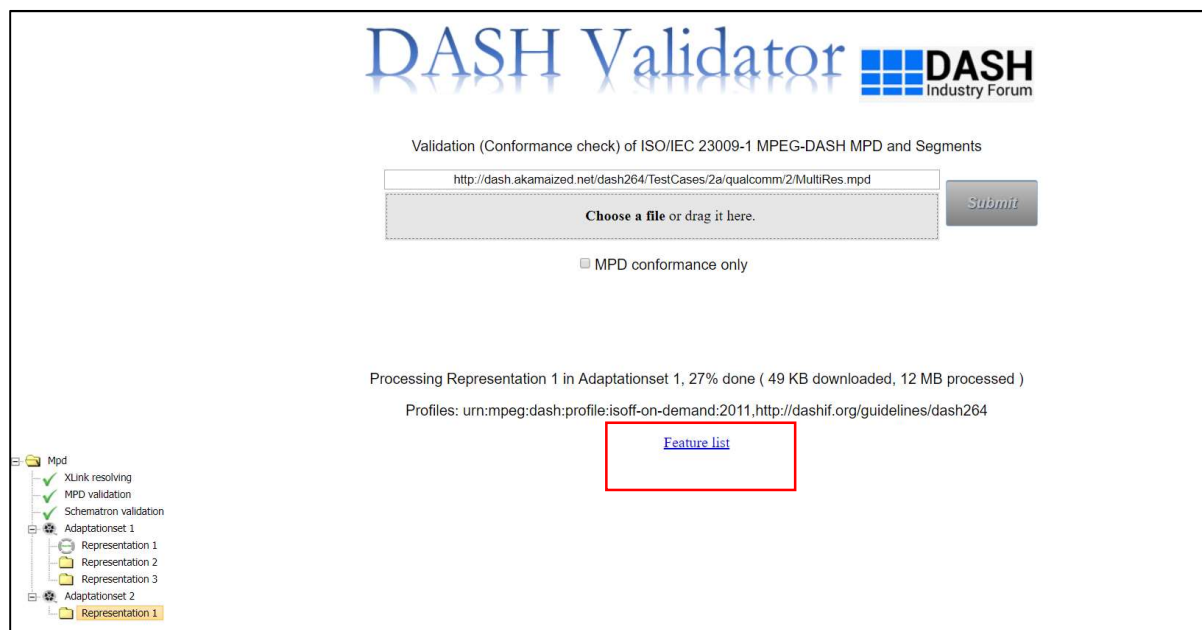 DASH Validator
DASH
Industry Forum
Validation (Conformance check) of ISO/IEC 23009-1 MPEG-DASH MPD and Segments
http://dash.akamaized.net/dash264/TestCases/2a/qualcomm/2/MultiRes.mpd
Submit
Choose a file or drag it here.
MPD conformance only
Processing Representation 1 in Adaptationset 1, 27% done ( 49 KB downloaded, 12 MB processed )
Profiles: urn:mpeg:dash:profile:isoff-on-demand:2011,http://dashif.org/guidelines/dash264
Feature list
Mpd
XLink resolving
MPD validation
Schematron validation
Adaptationset 1
Representation 1
Representation 2
Representation 3
Adaptationset 2
Representation 1